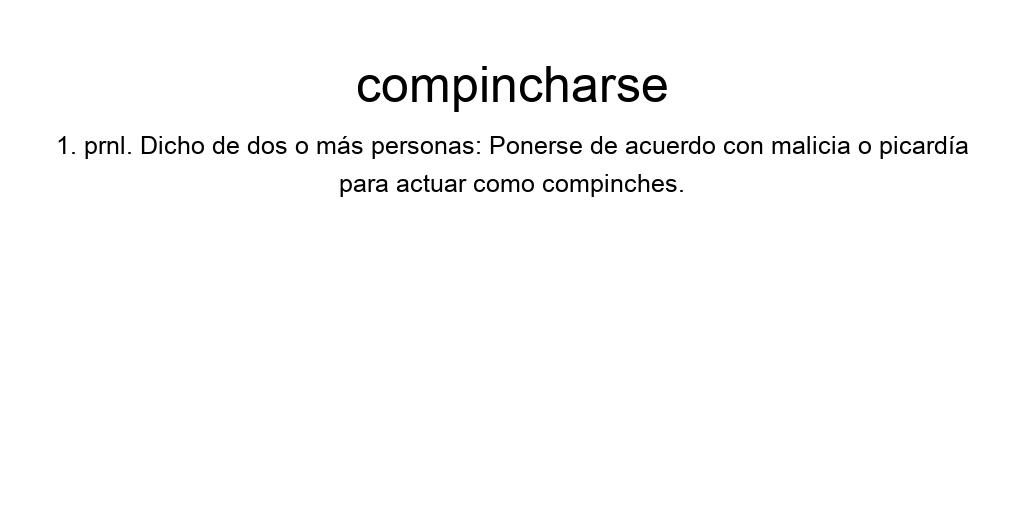 compincharse
1. prnl. Dicho de dos o más personas: Ponerse de acuerdo con malicia o picardía
para actuar como compinches.